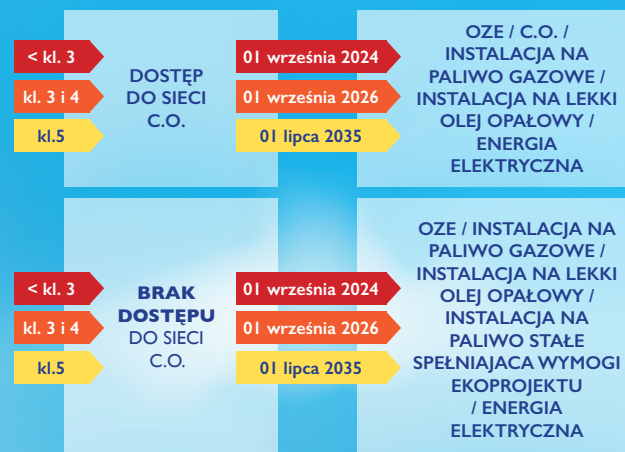 < kl. 3
kl. 3 i 4
kl.5
DOSTĘP
DO SIECI
C.O.
01 września 2024
01 września 2026
01 lipca 2035
OZE / C.O. /
INSTALACJA NA
PALIWO GAZOWE /
INSTALACJA NA LEKKI
OLEJ OPAŁOWY /
ENERGIA
ELEKTRYCZNA
< kl. 3
kl. 3 i 4
kl.5
BRAK
DOSTĘPU
DO SIECI
C.O.
01 września 2024
01 września 2026
01 lipca 2035
OZE / INSTALACJA NA
PALIWO GAZOWE /
INSTALACJA NA LEKKI
OLEJ OPAŁOWY /
INSTALACJA NA
PALIWO STAŁE
SPEŁNIAJACA WYMOGI
EKOPROJEKTU
/ ENERGIA
ELEKTRYCZNA